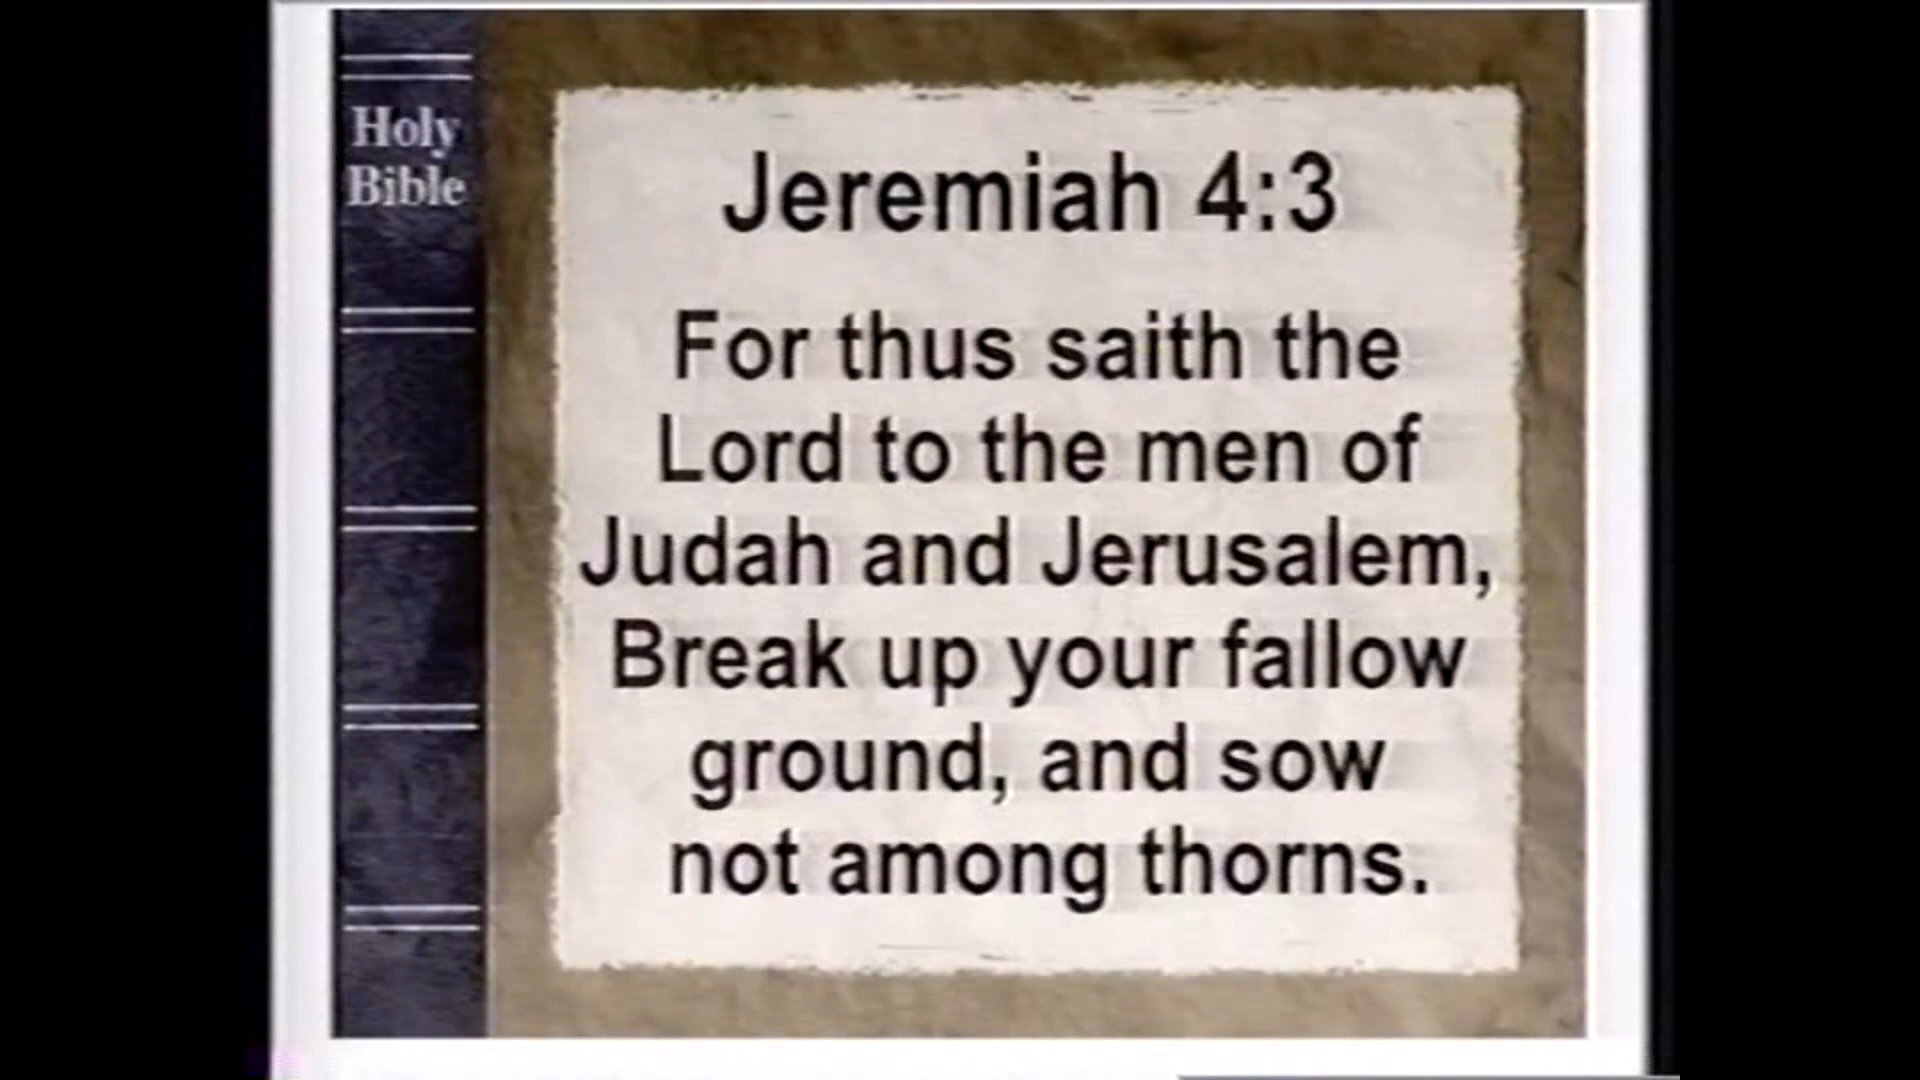 Holy
Bible
Jeremiah 4:3
For thus saith the
Lord to the men of
Judah and Jerusalem,
Break up your fallow
ground, and sow
not among thorns.